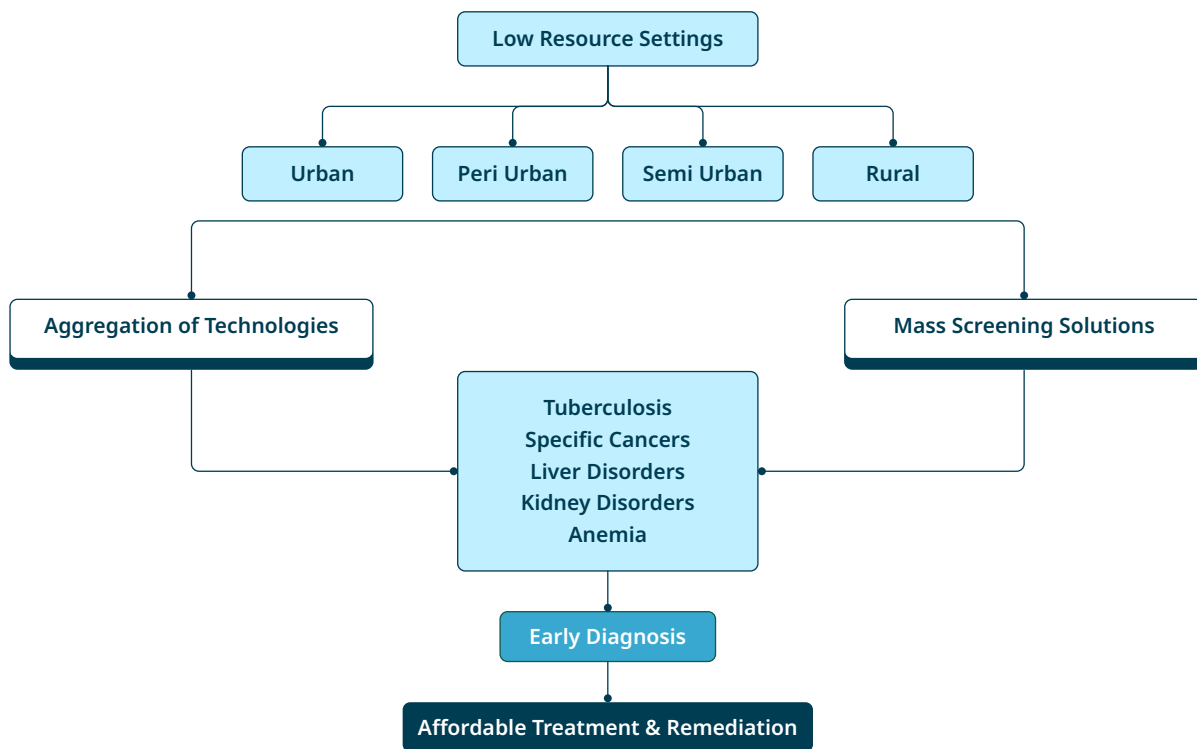 Low Resource Settings
Urban
Peri Urban
Semi Urban
Rural
Aggregation of Technologies
Mass Screening Solutions
Tuberculosis
Specific Cancers
Liver Disorders
Kidney Disorders
Anemia
Early Diagnosis
Affordable Treatment & Remediation